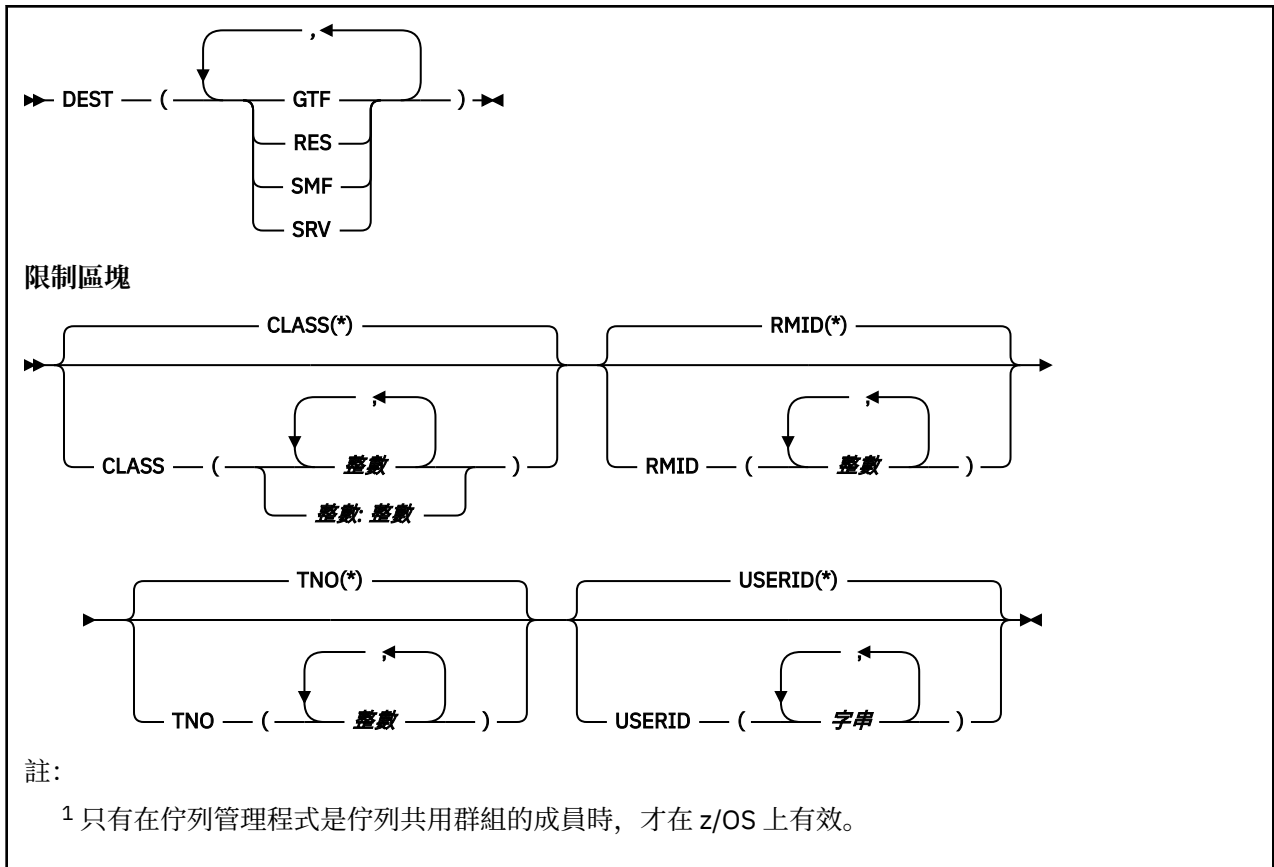 ,
DEST ( GTF )
RES
SMF
SRV
限制區塊
CLASS(*) RMID(*)
, ,
CLASS ( 整數 ) RMID ( 整數 )
整數: 整數
TNO(*) USERID(*)
, ,
TNO ( 整數 ) USERID ( 字串 )
註:
1 只有在佇列管理程式是佇列共用群組的成員時，才在 z/OS 上有效。